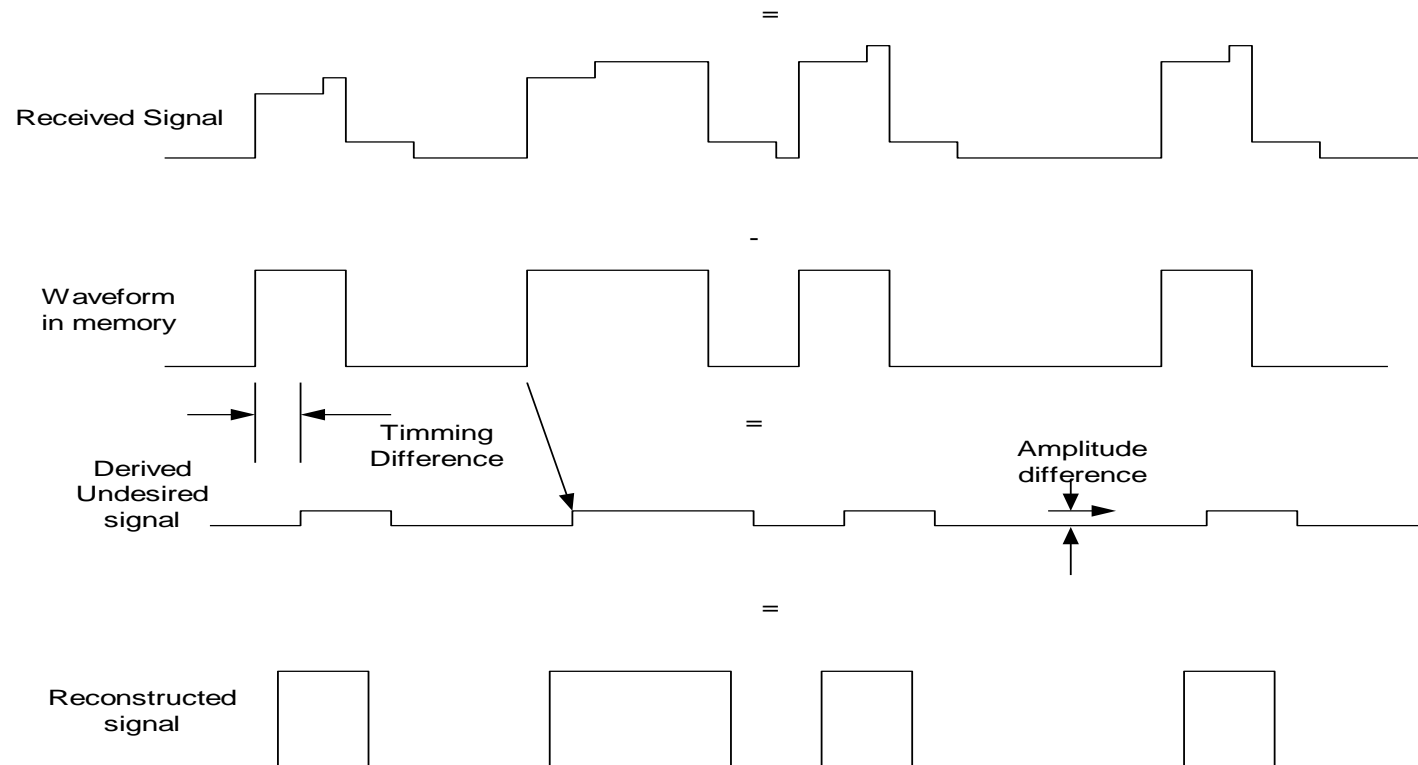 =
Received Signal
-
Waveform
in memory
Timming
Difference
=
Amplitude
difference
Derived
Undesired
signal
=
Reconstructed
signal